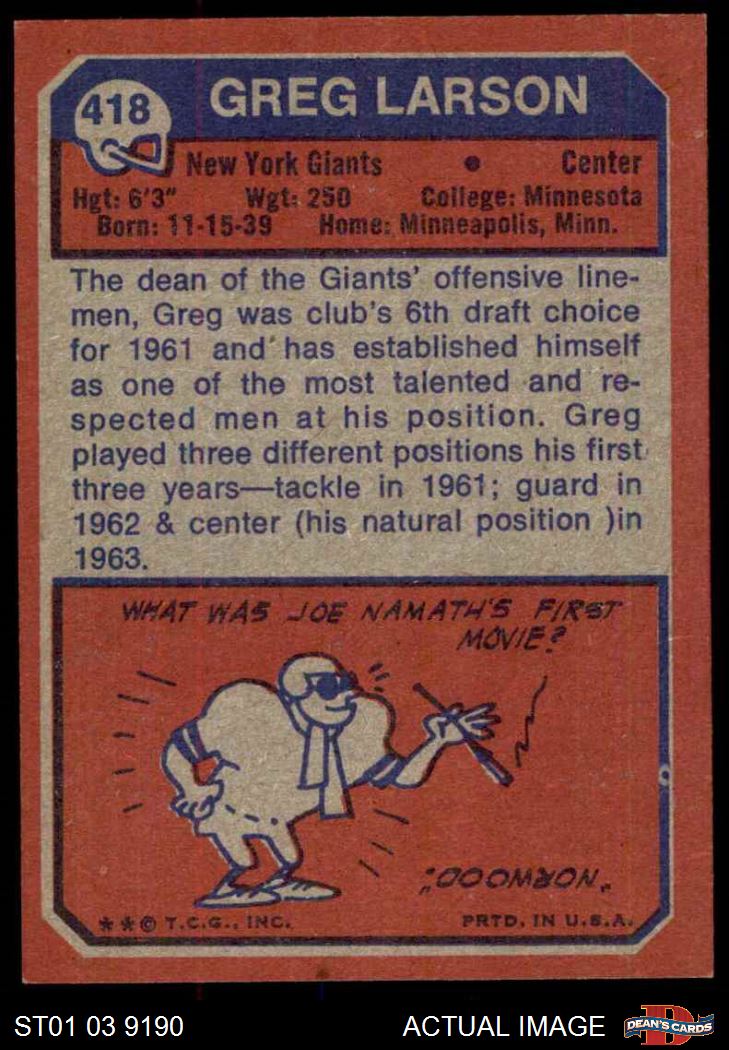 418
GREG LARSON
New York Giants • Center
Hgt: 6'3" Wgt: 250 College: Minnesota
Born: 11-15-39 Home: Minneapolis, Minn.
The dean of the Giants' offensive line-
men, Greg was club's 6th draft choice
for 1961 and has established himself
as one of the most talented and re-
spected men at his position. Greg
played three different positions his first
three years—tackle in 1961; guard in
1962 & center (his natural position )in
1963.
WHAT WAS JOE NAMATH'S FIRST
MOVIE?
"NORWOOD."
**© T.C.G., INC. PRTD. IN U.S.A.
ST01 03 9190 ACTUAL IMAGE
D
DEAN'S CARDS